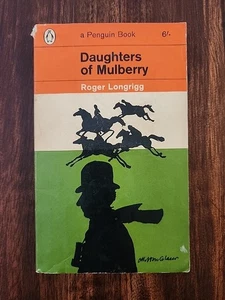 a Penguin Book 6/-
Daughters
of Mulberry
Roger Longrigg